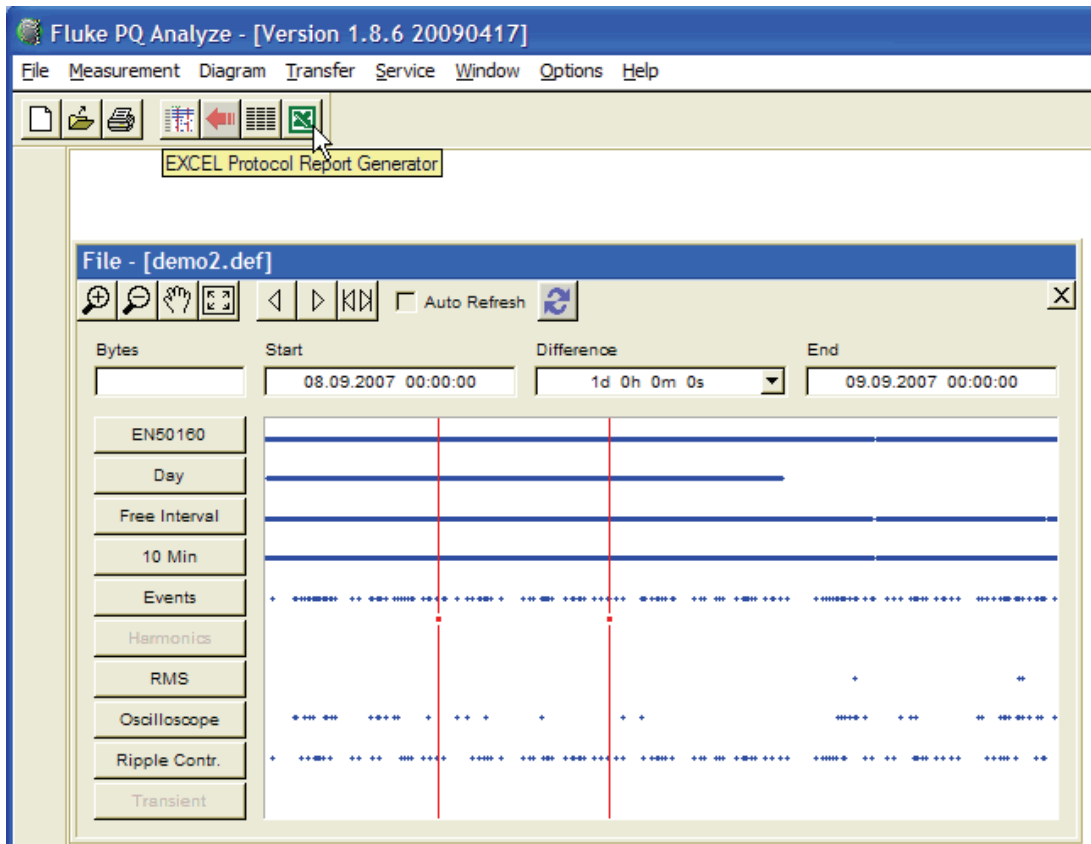 Fluke PQ Analyze - [Version 1.8.6 20090417]
File Measurement Diagram Transfer Service Window Options Help
EXCEL Protocol Report Generator
File - [demo2.def]
Auto Refresh
Bytes Start Difference End
08.09.2007 00:00:00 1d 0h 0m 0s 09.09.2007 00:00:00
EN50160
Day
Free Interval
10 Min
Events
Harmonics
RMS
Oscilloscope
Ripple Contr.
Transient